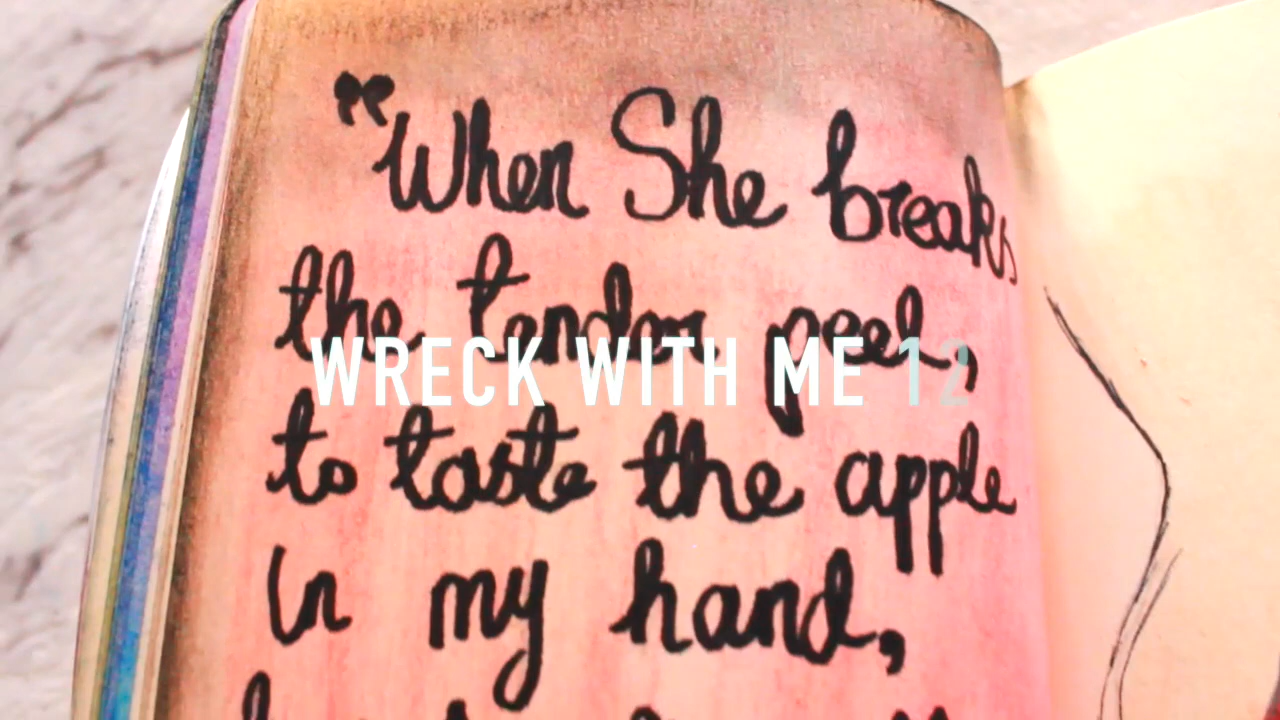 "When She breaks
the tender peel,
WRECK WITH ME 12
to taste the apple
in my hand,